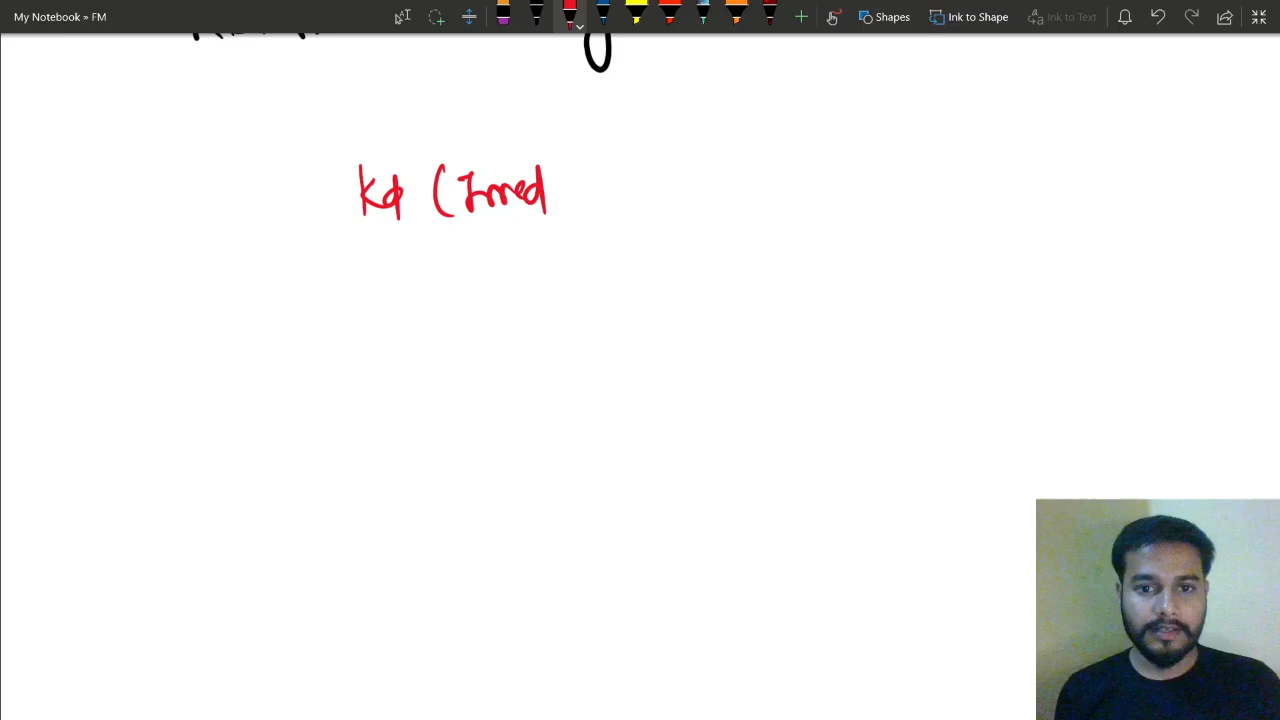 My Notebook » FM
Shapes
Ink to Shape
Ink to Text
Kd (Irred